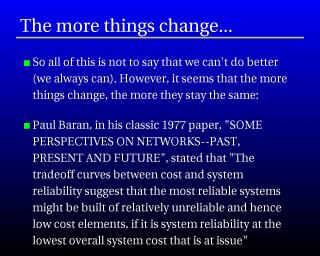 The more things change...
So all of this is not to say that we can't do better
(we always can). However, it seems that the more
things change, the more they stay the same:
Paul Baran, in his classic 1977 paper, "SOME
PERSPECTIVES ON NETWORKS--PAST,
PRESENT AND FUTURE", stated that "The
tradeoff curves between cost and system
reliability suggest that the most reliable systems
might be built of relatively unreliable and hence
low cost elements, if it is system reliability at the
lowest overall system cost that is at issue"